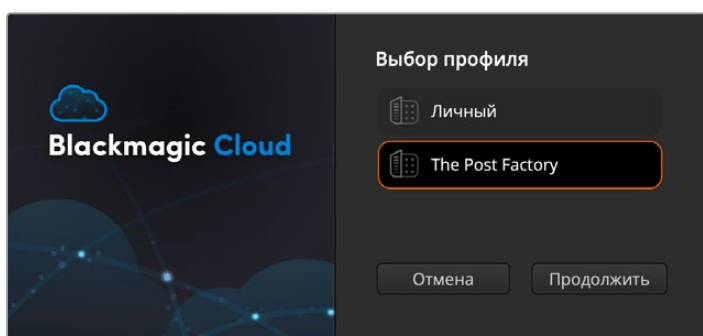 Blackmagic Cloud
Выбор профиля
Личный
The Post Factory
Отмена
Продолжить